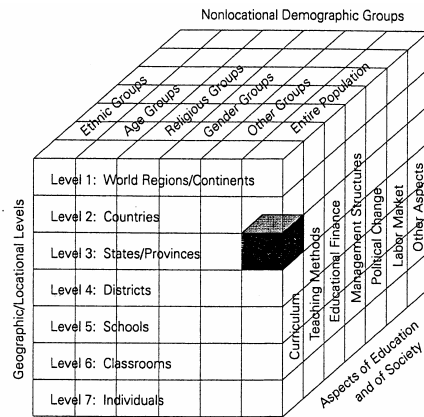 Nonlocational Demographic Groups
Ethnic Groups
Age Groups
Religious Groups
Gender Groups
Other Groups
Entire Population
Geographic/Locational Levels
Level 1: World Regions/Continents
Level 2: Countries
Level 3: States/Provinces
Level 4: Districts
Level 5: Schools
Level 6: Classrooms
Level 7: Individuals
Curriculum
Teaching Methods
Educational Finance
Management Structures
Political Change
Labor Market
Other Aspects
Aspects of Education
and of Society